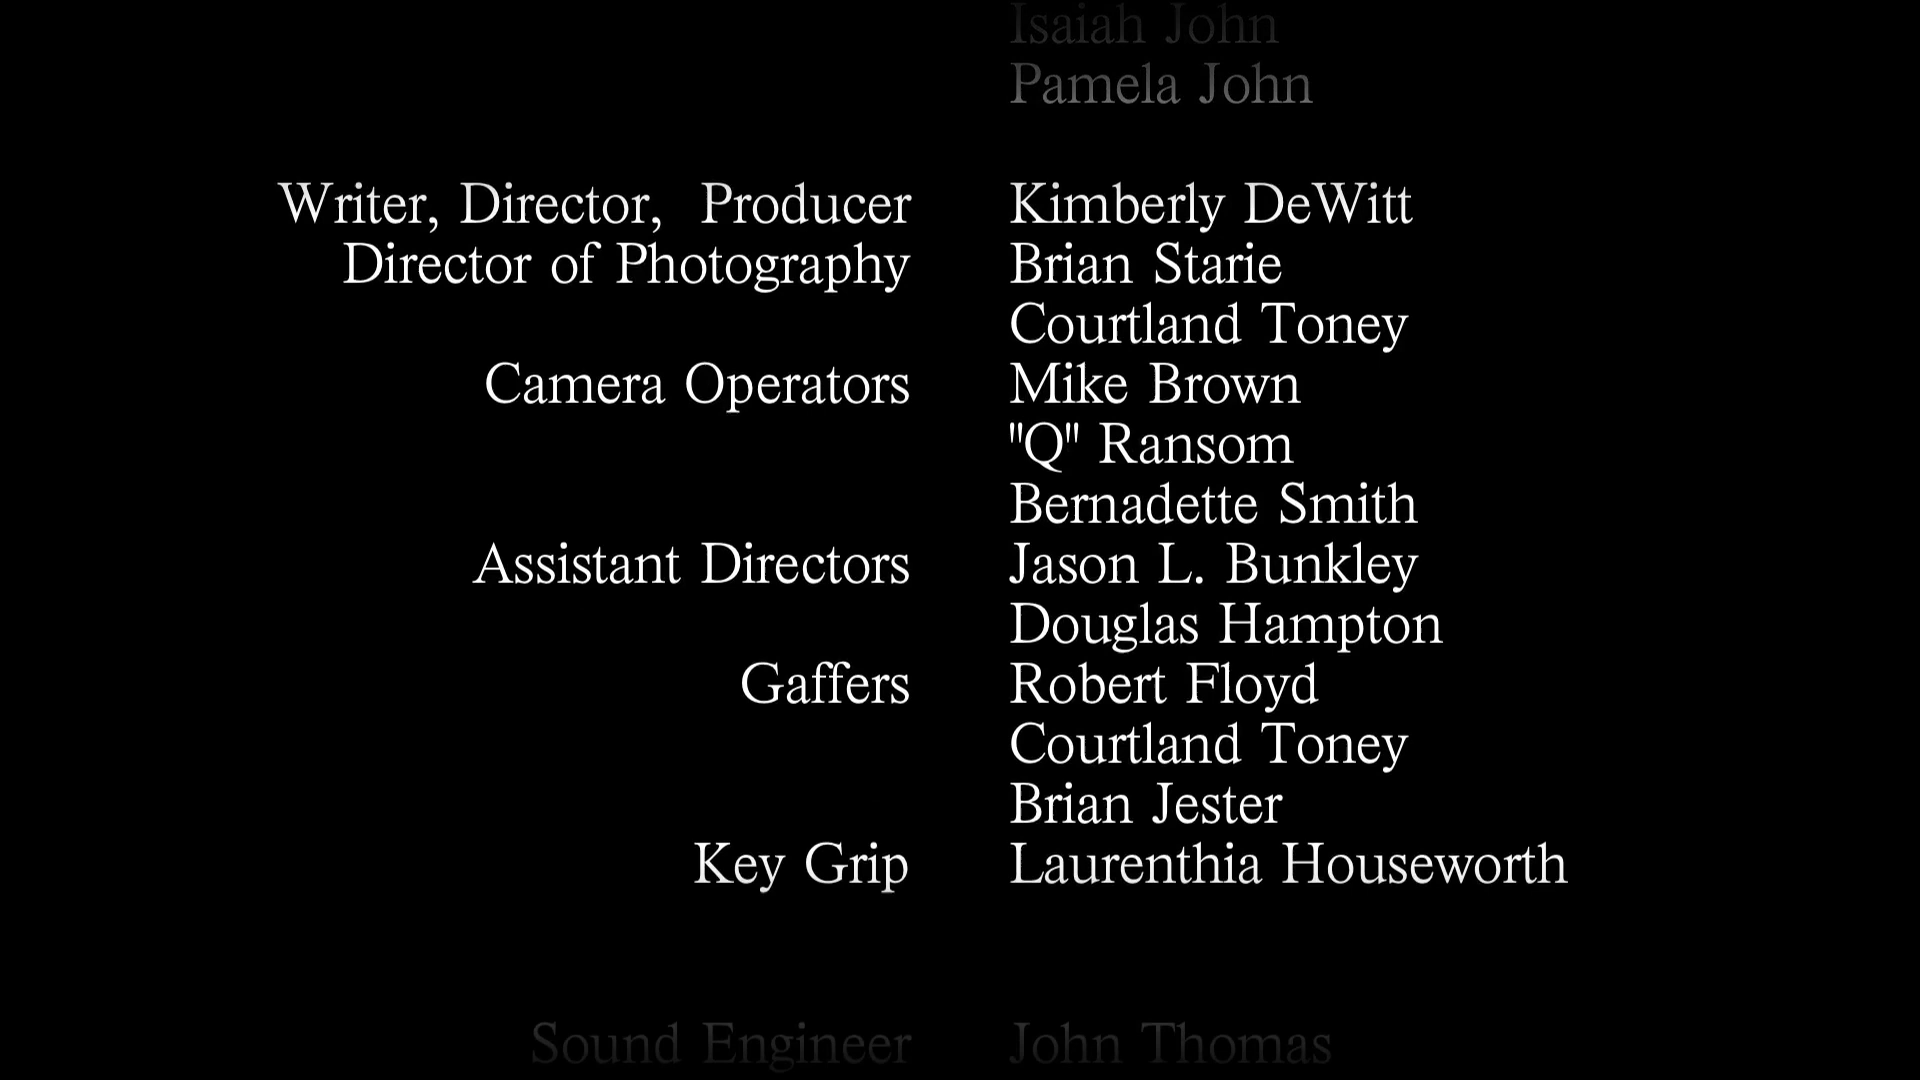 Isaiah John
Pamela John
Writer, Director,  Producer Kimberly DeWitt
Director of Photography Brian Starie
Courtland Toney
Camera Operators Mike Brown
"Q" Ransom
Bernadette Smith
Assistant Directors Jason L. Bunkley
Douglas Hampton
Gaffers Robert Floyd
Courtland Toney
Brian Jester
Key Grip Laurenthia Houseworth
Sound Engineer John Thomas